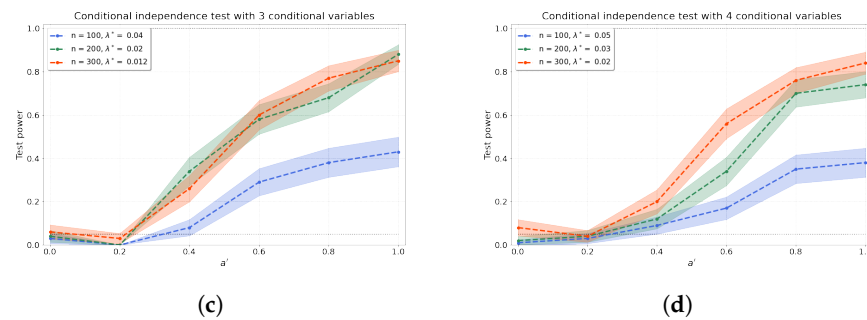 Conditional independence test with 3 conditional variables
n = 100, λ* = 0.04
n = 200, λ* = 0.02
n = 300, λ* = 0.012
Test power
1.0
0.8
0.6
0.4
0.2
0.0
0.0 0.2 0.4 0.6 0.8 1.0
a′
(c)
Conditional independence test with 4 conditional variables
n = 100, λ* = 0.05
n = 200, λ* = 0.03
n = 300, λ* = 0.02
Test power
1.0
0.8
0.6
0.4
0.2
0.0
0.0 0.2 0.4 0.6 0.8 1.
a′
(d)